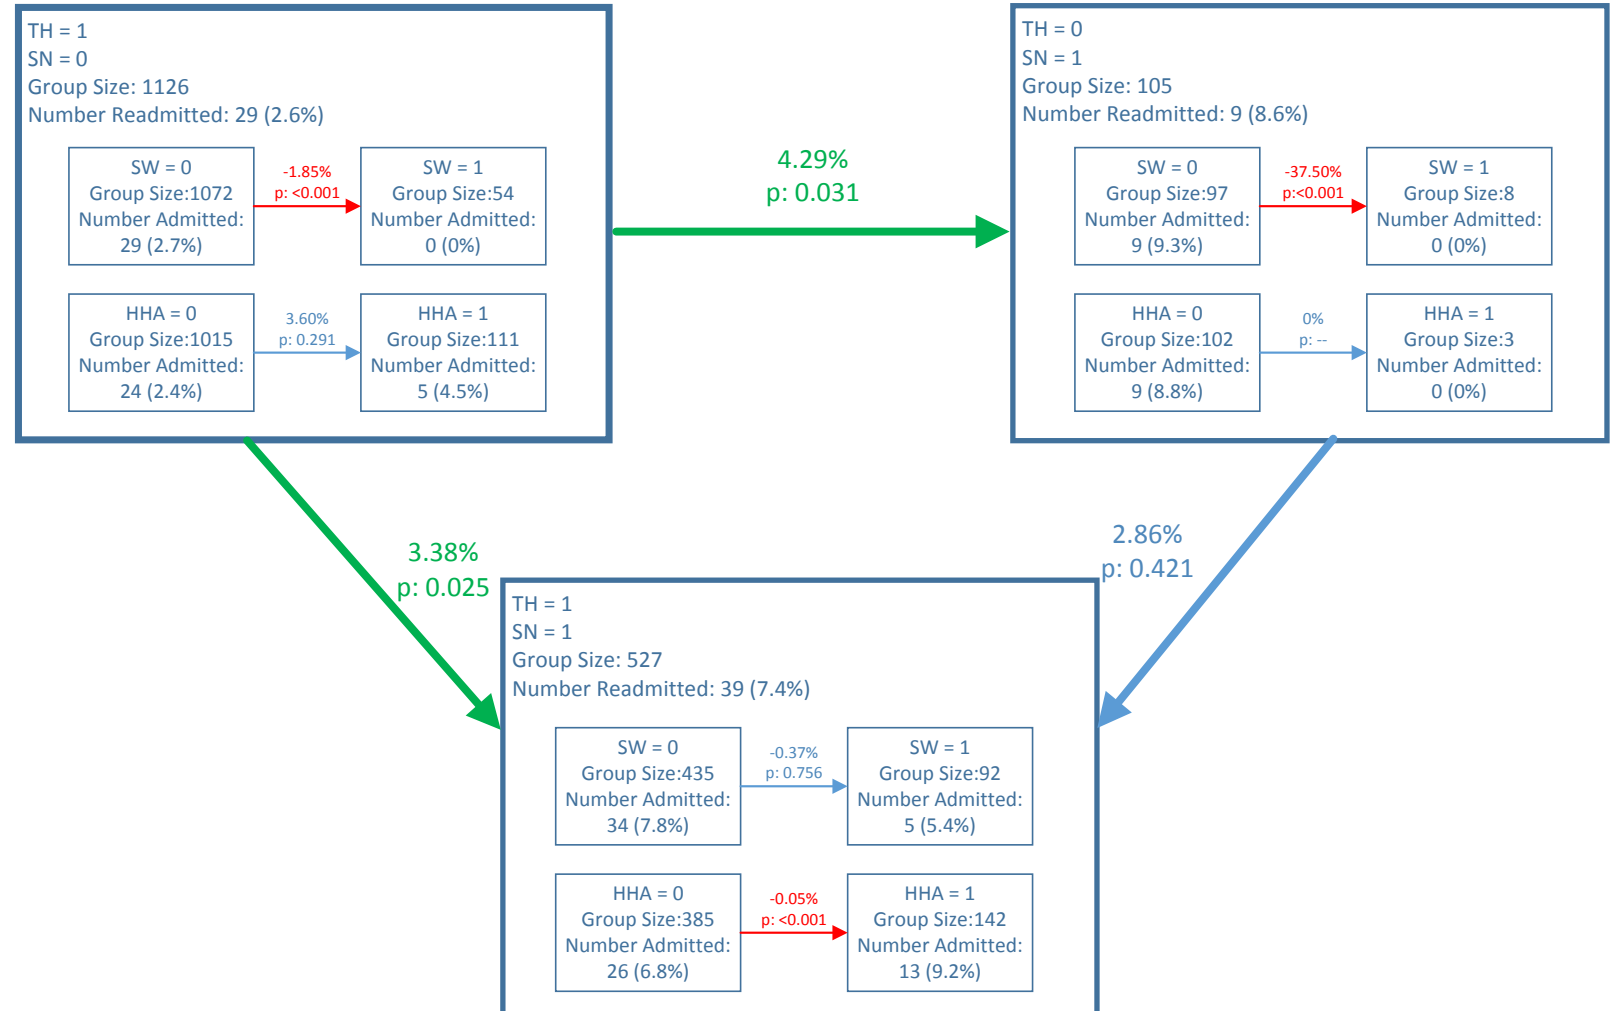 TH = 1
SN = 0
Group Size: 1126
Number Readmitted: 29 (2.6%)
SW = 0
Group Size:1072
Number Admitted:
29 (2.7%)
-1.85%
p: <0.001
SW = 1
Group Size:54
Number Admitted:
0 (0%)
HHA = 0
Group Size:1015
Number Admitted:
24 (2.4%)
3.60%
p: 0.291
HHA = 1
Group Size:111
Number Admitted:
5 (4.5%)
4.29%
p: 0.031
TH = 0
SN = 1
Group Size: 105
Number Readmitted: 9 (8.6%)
SW = 0
Group Size:97
Number Admitted:
9 (9.3%)
-37.50%
p:<0.001
SW = 1
Group Size:8
Number Admitted:
0 (0%)
HHA = 0
Group Size:102
Number Admitted:
9 (8.8%)
0%
p: --
HHA = 1
Group Size:3
Number Admitted:
0 (0%)
3.38%
p: 0.025
2.86%
p: 0.421
TH = 1
SN = 1
Group Size: 527
Number Readmitted: 39 (7.4%)
SW = 0
Group Size:435
Number Admitted:
34 (7.8%)
-0.37%
p: 0.756
SW = 1
Group Size:92
Number Admitted:
5 (5.4%)
HHA = 0
Group Size:385
Number Admitted:
26 (6.8%)
-0.05%
p: <0.001
HHA = 1
Group Size:142
Number Admitted:
13 (9.2%)